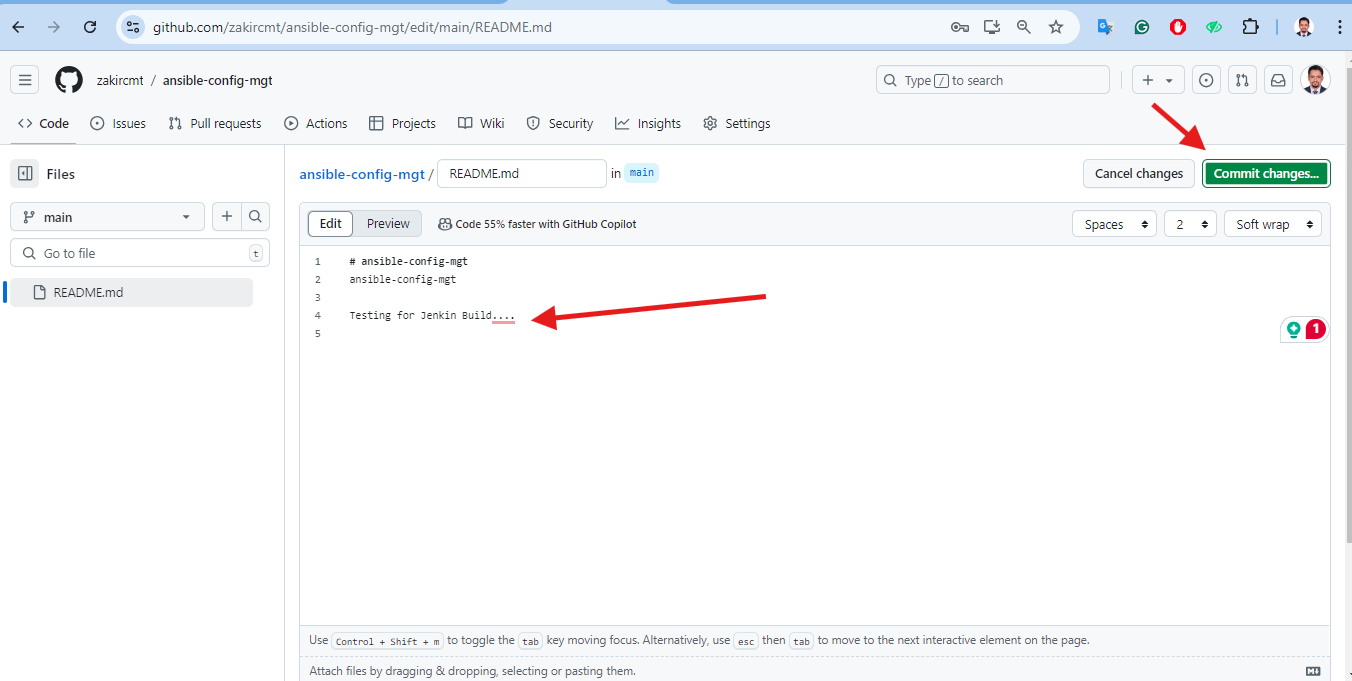 github.com/zakircmt/ansible-config-mgt/edit/main/README.md
zakircmt / ansible-config-mgt
Type / to search
Code Issues Pull requests Actions Projects Wiki Security Insights Settings
Files
ansible-config-mgt / README.md in main
Cancel changes Commit changes...
main
Edit Preview Code 55% faster with GitHub Copilot
Spaces 2 Soft wrap
Go to file t
README.md
1 # ansible-config-mgt
2 ansible-config-mgt
3
4 Testing for Jenkin Build....
5
1
Use Control + Shift + m to toggle the tab key moving focus. Alternatively, use esc then tab to move to the next interactive element on the page.
Attach files by dragging & dropping, selecting or pasting them.